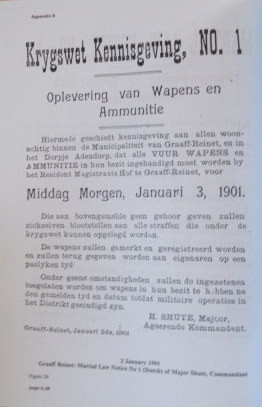 Appendix A
Krygswet Kennisgeving, NO. 1
Oplevering van Wapens en
Ammunitie
Hiermede geschiedt kennisgeving aan allen woon-
achtig binnen de Municipaliteit van Graaff-Reinet, en in
het Dorpje Adendorp, dat alle VUUR WAPENS en
AMMUNITIE in hun bezit ingehandigd moet worden by
het Resident Magistraats Hof te Graaff-Reinet, voor
Middag Morgen, Januari 3, 1901.
Die aan bovengemelde geen gehoor geven zullen
zichzelven blootstellen aan alle straffen die onder de
krygswet kunnen opgelegd worden.
De wapens zullen gemerkt en geregistreerd worden
en zullen terug gegeven worden aan eigenaren op een
paslyken tyd
Onder geene omstandigheden zullen de ingezetenen
toegelaten worden om wapens in hun bezit te hebben na
den gemelden tyd en datum totdat militaire operaties in
het Distrikt geeindigd zyn.
H. SHUTE, Majoor,
Ageerende Kommandant.
Graaff-Reinet, Januari 2de, 1901
2 January 1901
Graaff Reinet: Martial Law Notice No 1 (Dutch) of Major Shute, Commandant